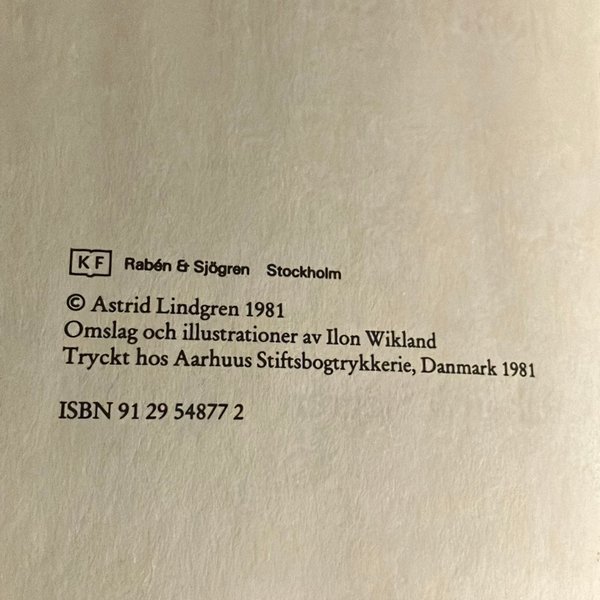 KF Rabén & Sjögren Stockholm
© Astrid Lindgren 1981
Omslag och illustrationer av Ilon Wikland
Tryckt hos Aarhuus Stiftsbogtrykkerie, Danmark 1981
ISBN 91 29 54877 2